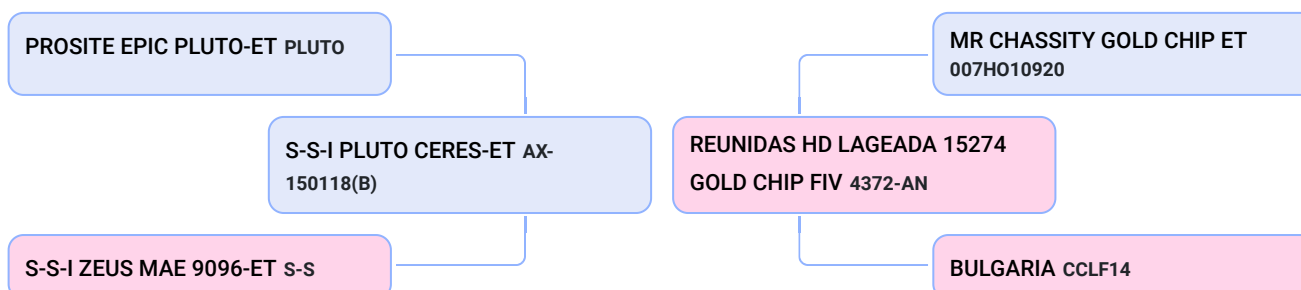 PROSITE EPIC PLUTO-ET PLUTO
MR CHASSITY GOLD CHIP ET
007HO10920
S-S-I PLUTO CERES-ET AX-
150118(B)
REUNIDAS HD LAGEADA 15274
GOLD CHIP FIV 4372-AN
S-S-I ZEUS MAE 9096-ET S-S
BULGARIA CCLF14